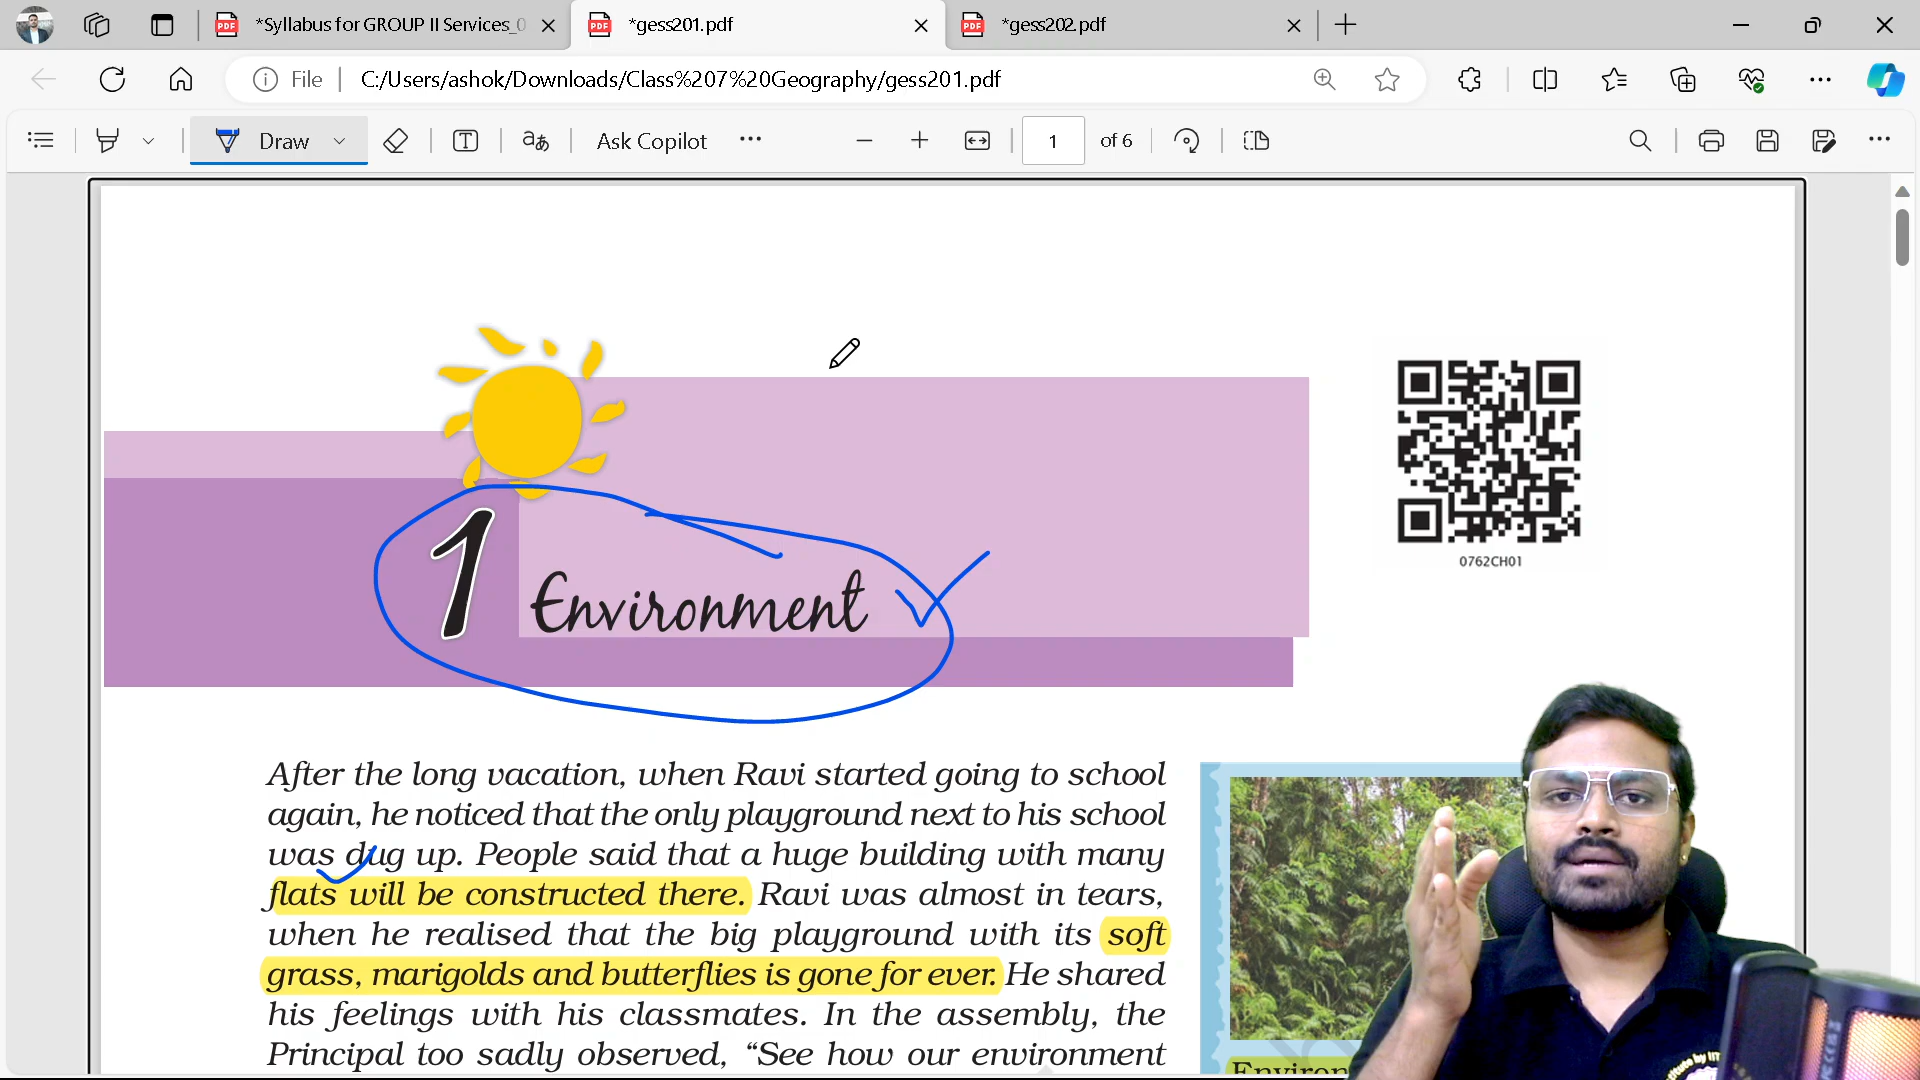 *Syllabus for GROUP II Services_0
*gess201.pdf
*gess202.pdf
File
C:/Users/ashok/Downloads/Class%207%20Geography/gess201.pdf
Draw
Ask Copilot
1 of 6
1 Environment
0762CH01
After the long vacation, when Ravi started going to school
again, he noticed that the only playground next to his school
was dug up. People said that a huge building with many
flats will be constructed there. Ravi was almost in tears,
when he realised that the big playground with its soft
grass, marigolds and butterflies is gone for ever. He shared
his feelings with his classmates. In the assembly, the
Principal too sadly observed, “See how our environment